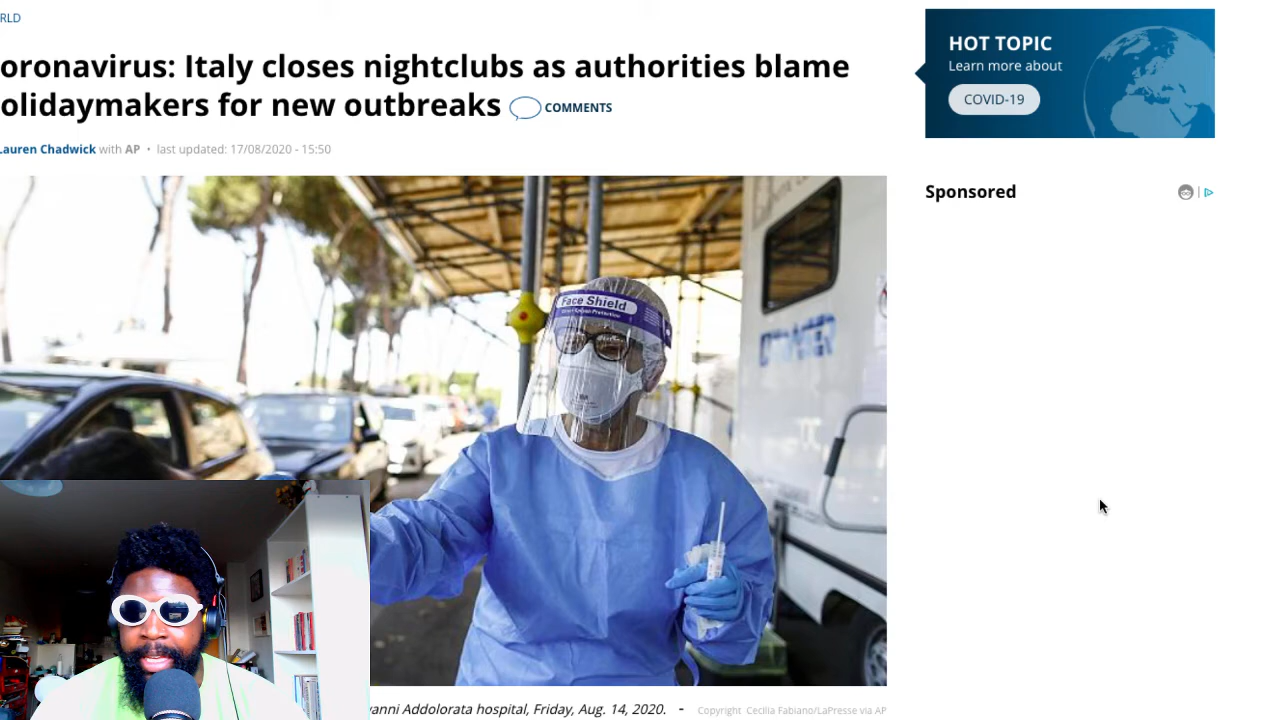 RLD
oronavirus: Italy closes nightclubs as authorities blame
olidaymakers for new outbreaks COMMENTS
Lauren Chadwick with AP • last updated: 17/08/2020 - 15:50
HOT TOPIC
Learn more about
COVID-19
Sponsored
Face Shield
vanni Addolorata hospital, Friday, Aug. 14, 2020. - Copyright Cecilia Fabiano/LaPresse via AP